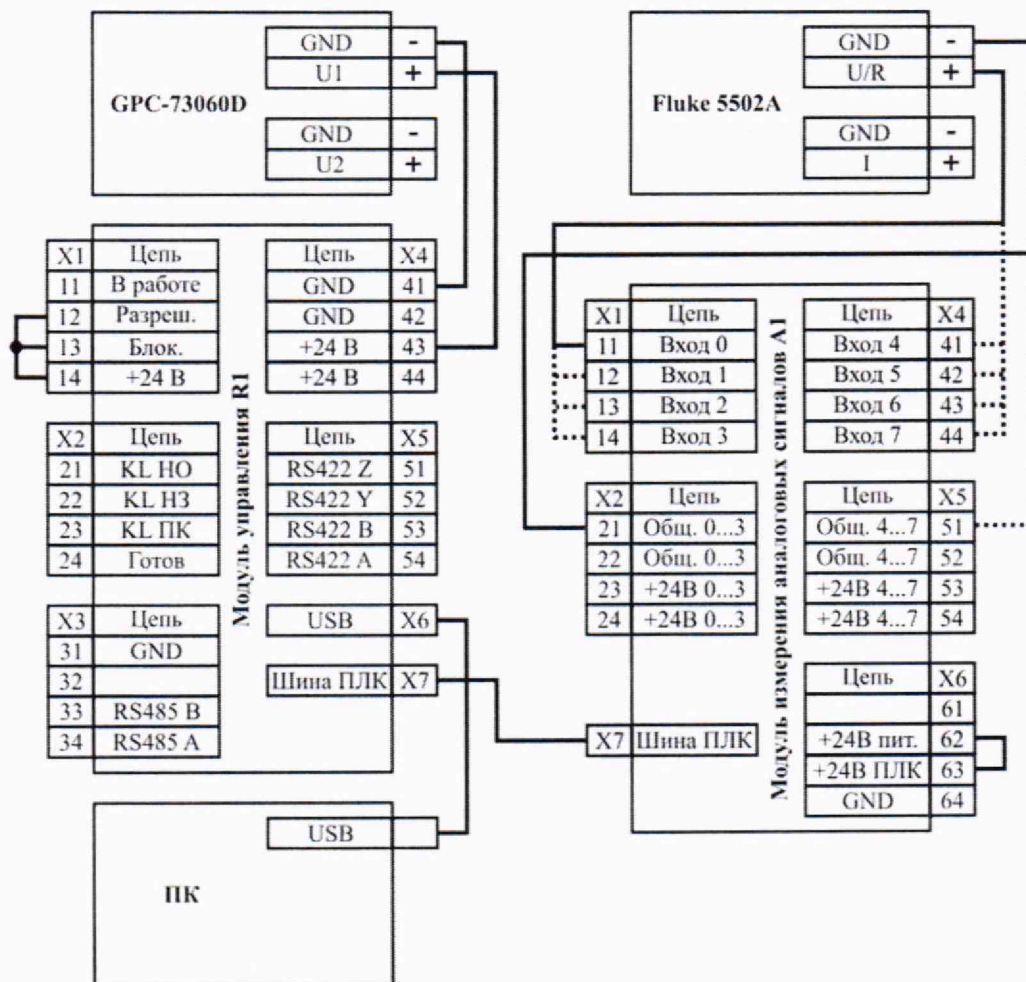 GPC-73060D
GND -
U1 +
GND -
U2 +
Fluke 5502A
GND -
U/R +
GND -
I +
Модуль управления R1
X1 Цепь
11 В работе
12 Разреш.
13 Блок.
14 +24 В
Цепь X4
GND 41
GND 42
+24 В 43
+24 В 44
X2 Цепь
21 KL НО
22 KL НЗ
23 KL ПК
24 Готов
Цепь X5
RS422 Z 51
RS422 Y 52
RS422 B 53
RS422 A 54
X3 Цепь
31 GND
32
33 RS485 B
34 RS485 A
USB X6
Шина ПЛК X7
Модуль измерения аналоговых сигналов A1
X1 Цепь
11 Вход 0
12 Вход 1
13 Вход 2
14 Вход 3
Цепь X4
Вход 4 41
Вход 5 42
Вход 6 43
Вход 7 44
X2 Цепь
21 Общ. 0...3
22 Общ. 0...3
23 +24В 0...3
24 +24В 0...3
Цепь X5
Общ. 4...7 51
Общ. 4...7 52
+24В 4...7 53
+24В 4...7 54
Цепь X6
61
+24В пит. 62
+24В ПЛК 63
GND 64
X7 Шина ПЛК
USB
ПК